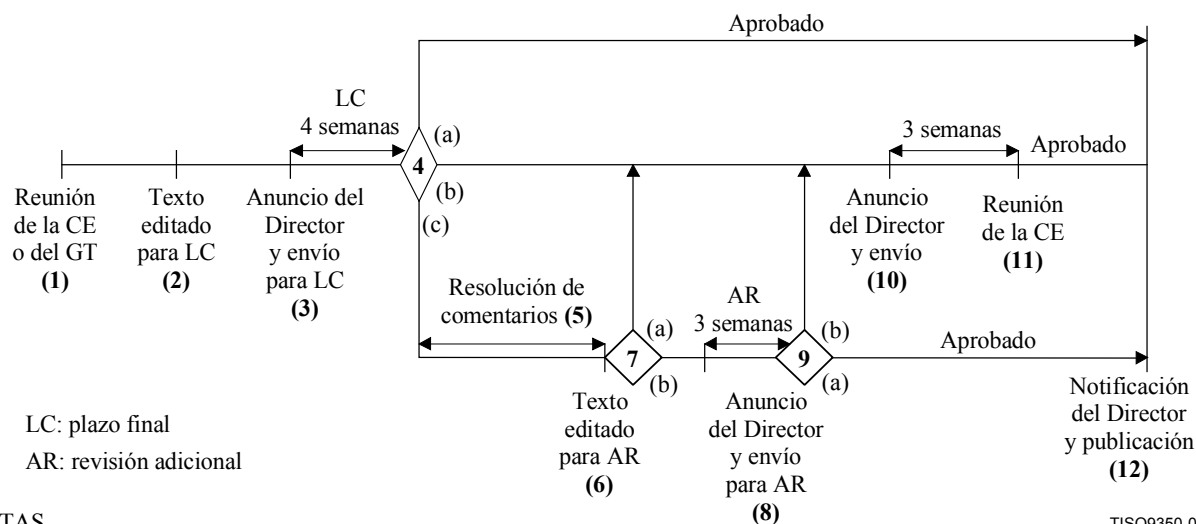 Aprobado
LC
4 semanas
(a)
4
(b)
(c)
3 semanas
Aprobado
Reunión
de la CE
o del GT
(1)
Texto
editado
para LC
(2)
Anuncio del
Director
y envío
para LC
(3)
Anuncio
del Director
y envío
(10)
Reunión
de la CE
(11)
Resolución de
comentarios (5)
(a)
7
(b)
AR
3 semanas
(b)
9
(a)
Aprobado
Texto
editado
para AR
(6)
Anuncio
del Director
y envío
para AR
(8)
Notificación
del Director
y publicación
(12)
LC: plazo final
AR: revisión adicional